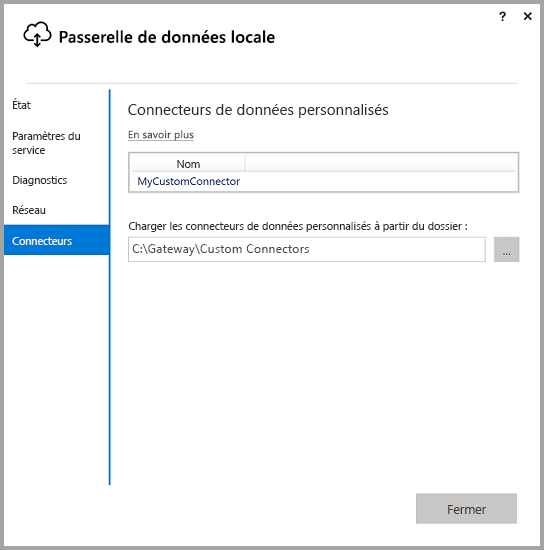 ? ×
Passerelle de données locale
État
Paramètres du
service
Diagnostics
Réseau
Connecteurs
Connecteurs de données personnalisés
En savoir plus
Nom
MyCustomConnector
Charger les connecteurs de données personnalisés à partir du dossier :
C:\Gateway\Custom Connectors
...
Fermer